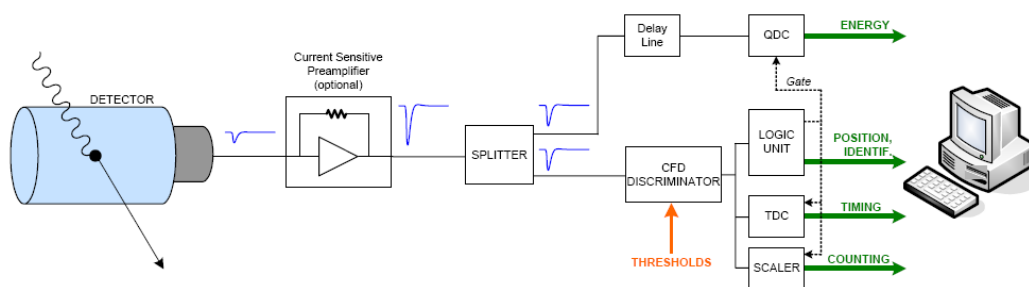 DETECTOR
Current Sensitive
Preamplifier
(optional)
SPLITTER
Delay
Line
QDC
ENERGY
Gate
CFD
DISCRIMINATOR
THRESHOLDS
LOGIC
UNIT
POSITION,
IDENTIF.
TDC
TIMING
SCALER
COUNTING